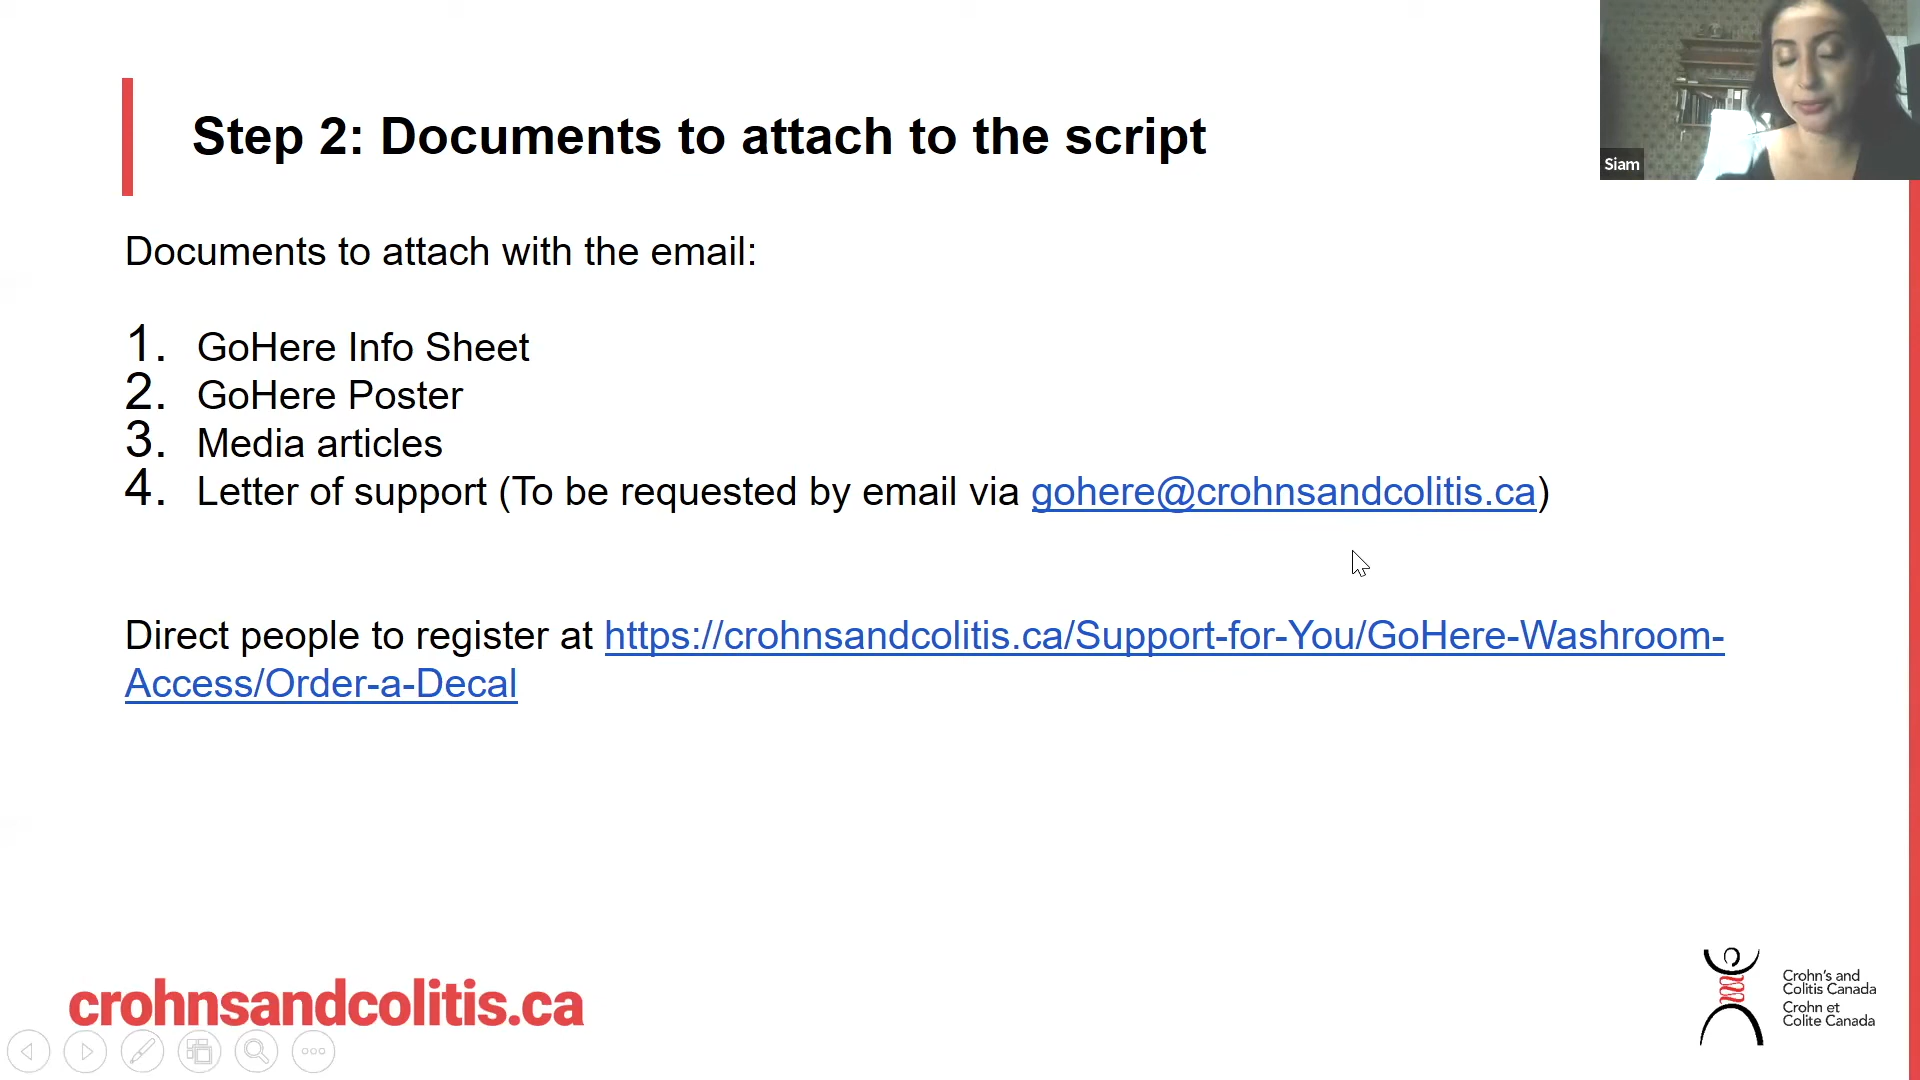 Step 2: Documents to attach to the script
Siam
Documents to attach with the email:
1. GoHere Info Sheet
2. GoHere Poster
3. Media articles
4. Letter of support (To be requested by email via gohere@crohnsandcolitis.ca)
Direct people to register at https://crohnsandcolitis.ca/Support-for-You/GoHere-Washroom-
Access/Order-a-Decal
crohnsandcolitis.ca
Crohn's and
Colitis Canada
Crohn et
Colite Canada